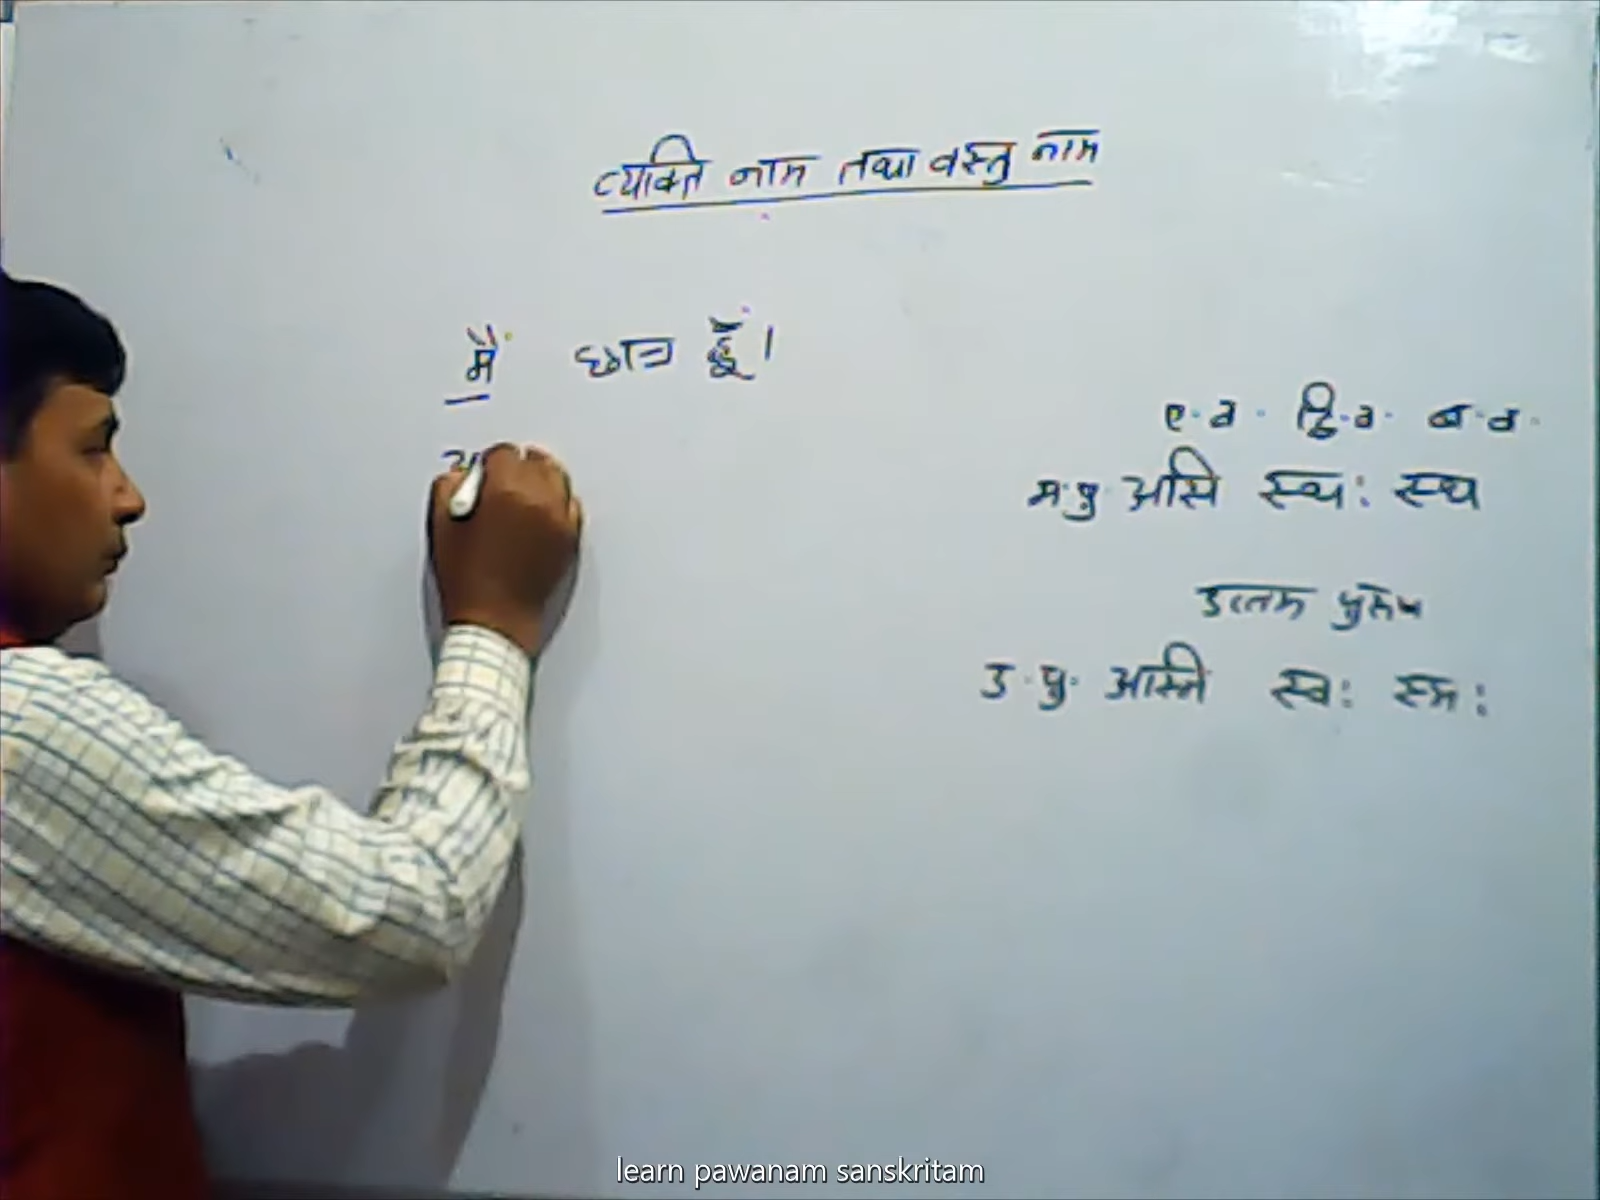 व्यक्ति नाम तथा वस्तु नाम
मैं छात्र हूँ।
ए. व. द्वि. व. ब. व.
म. पु. असि स्थः स्थ
उत्तम पुरुष
उ. पु. अस्मि स्वः स्मः
learn pawanam sanskritam